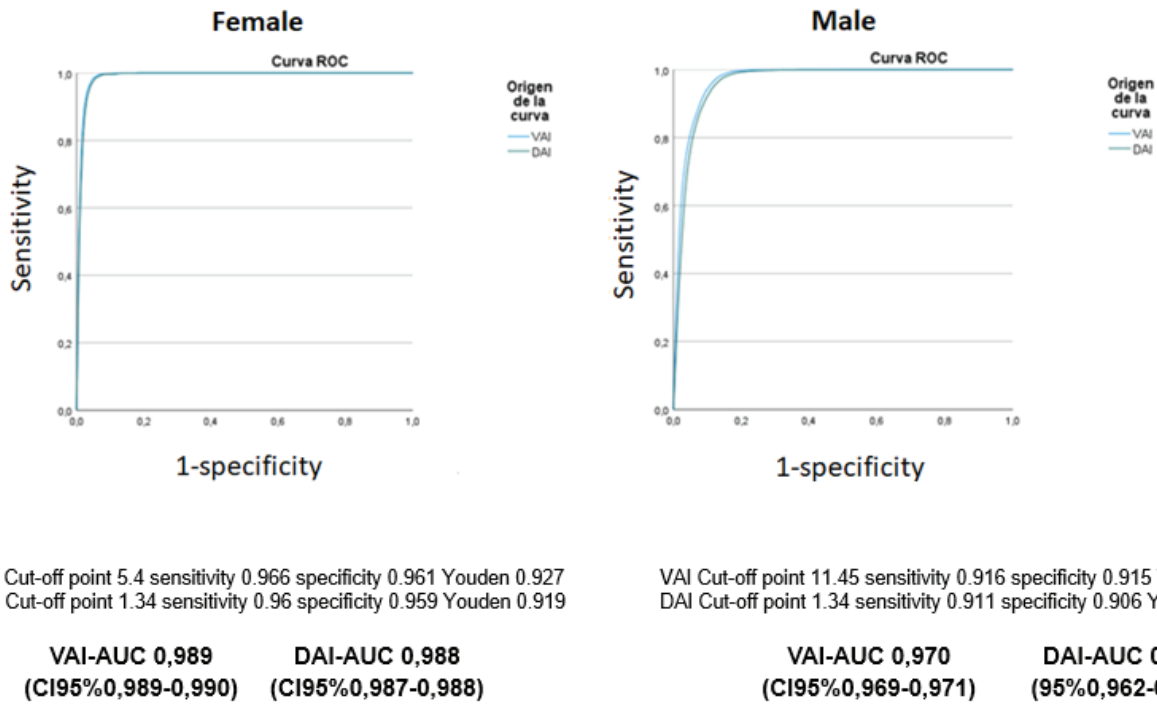 Female
Curva ROC
1,0
0,8
0,6
0,4
0,2
0,0
0,0 0,2 0,4 0,6 0,8 1,0
Sensitivity
1-specificity
Origen
de la
curva
VAI
DAI
Male
Curva ROC
1,0
0,8
0,6
0,4
0,2
0,0
0,0 0,2 0,4 0,6 0,8 1,0
Sensitivity
1-specificity
Origen
de la
curva
VAI
DAI
Cut-off point 5.4 sensitivity 0.966 specificity 0.961 Youden 0.927
Cut-off point 1.34 sensitivity 0.96 specificity 0.959 Youden 0.919
VAI-AUC 0,989 DAI-AUC 0,988
(CI95%0,989-0,990) (CI95%0,987-0,988)
VAI Cut-off point 11.45 sensitivity 0.916 specificity 0.915
DAI Cut-off point 1.34 sensitivity 0.911 specificity 0.906 Y
VAI-AUC 0,970 DAI-AUC
(CI95%0,969-0,971) (95%0,962-